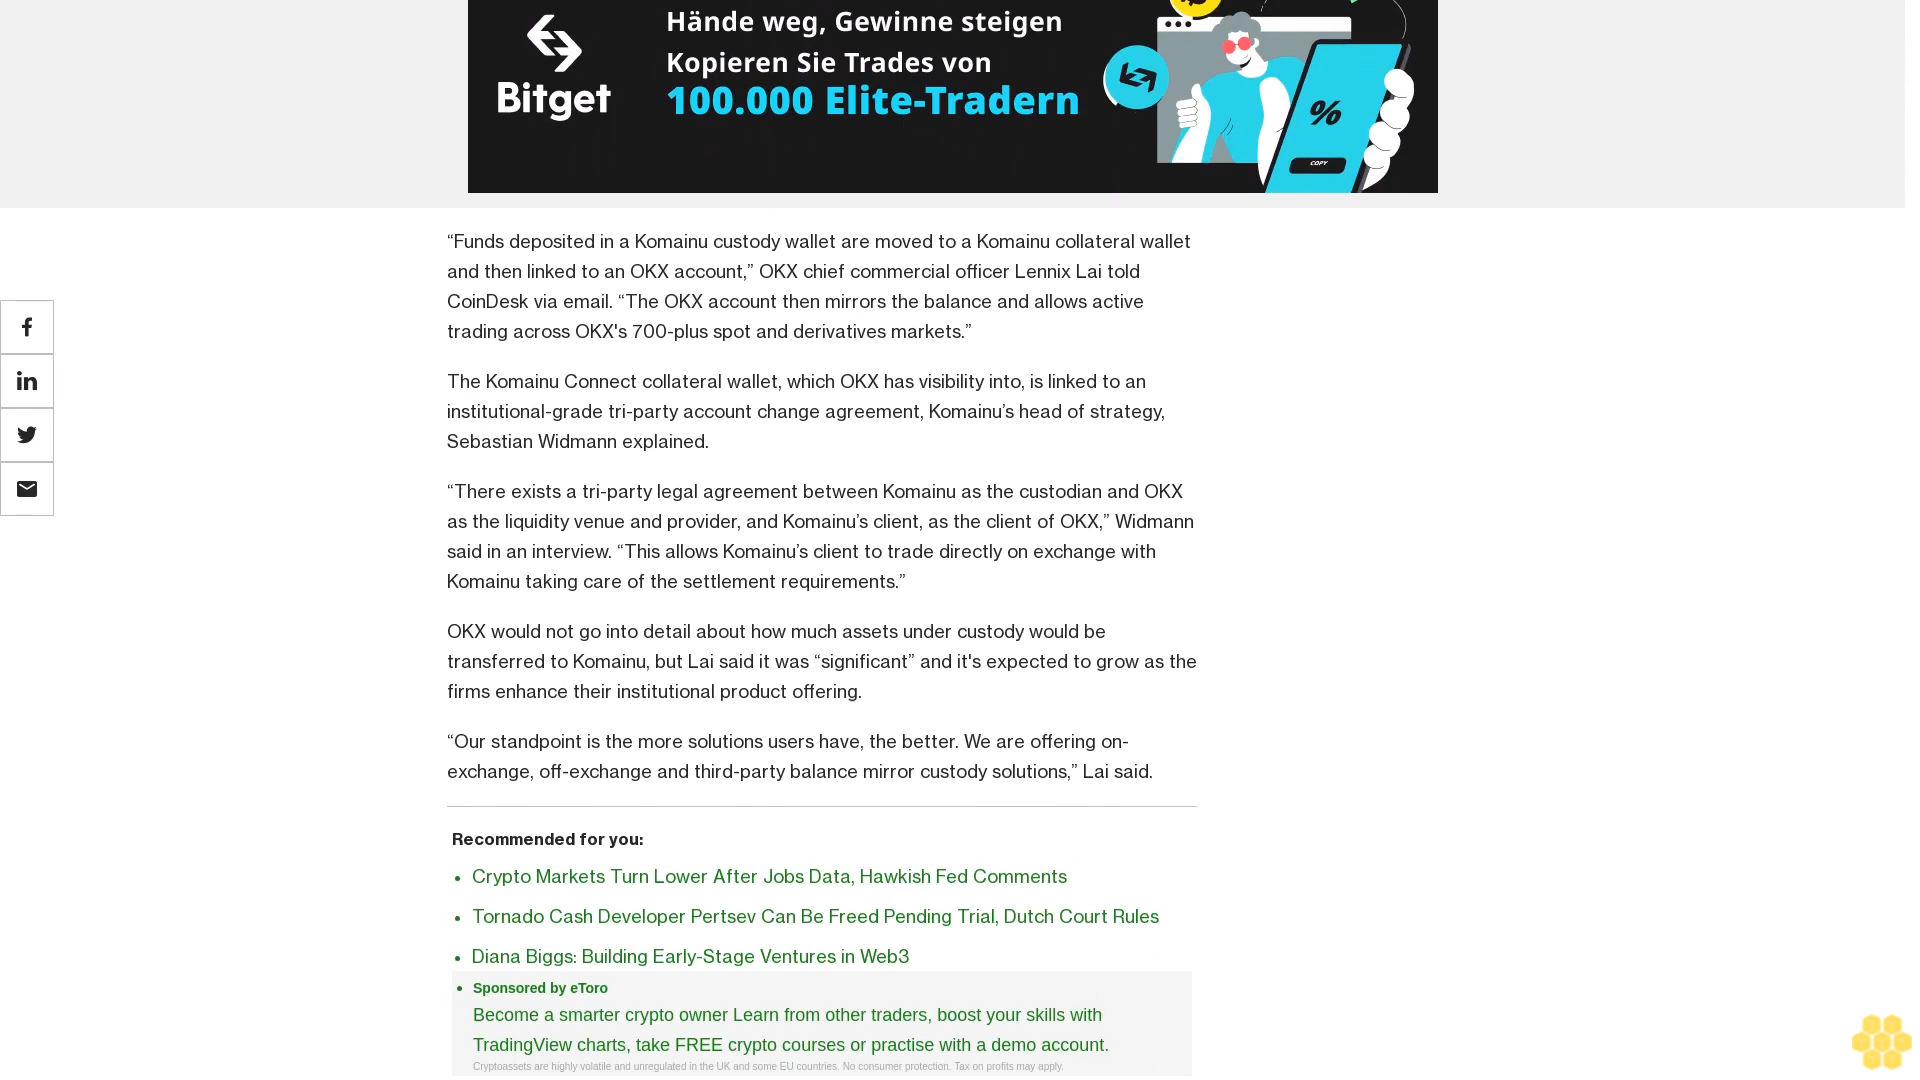 Bitget
Hände weg, Gewinne steigen
Kopieren Sie Trades von
100.000 Elite-Tradern
%
COPY
“Funds deposited in a Komainu custody wallet are moved to a Komainu collateral wallet
and then linked to an OKX account,” OKX chief commercial officer Lennix Lai told
CoinDesk via email. “The OKX account then mirrors the balance and allows active
trading across OKX's 700-plus spot and derivatives markets.”
The Komainu Connect collateral wallet, which OKX has visibility into, is linked to an
institutional-grade tri-party account change agreement, Komainu’s head of strategy,
Sebastian Widmann explained.
“There exists a tri-party legal agreement between Komainu as the custodian and OKX
as the liquidity venue and provider, and Komainu’s client, as the client of OKX,” Widmann
said in an interview. “This allows Komainu’s client to trade directly on exchange with
Komainu taking care of the settlement requirements.”
OKX would not go into detail about how much assets under custody would be
transferred to Komainu, but Lai said it was “significant” and it's expected to grow as the
firms enhance their institutional product offering.
“Our standpoint is the more solutions users have, the better. We are offering on-
exchange, off-exchange and third-party balance mirror custody solutions,” Lai said.
Recommended for you:
• Crypto Markets Turn Lower After Jobs Data, Hawkish Fed Comments
• Tornado Cash Developer Pertsev Can Be Freed Pending Trial, Dutch Court Rules
• Diana Biggs: Building Early-Stage Ventures in Web3
• Sponsored by eToro
Become a smarter crypto owner Learn from other traders, boost your skills with
TradingView charts, take FREE crypto courses or practise with a demo account.
Cryptoassets are highly volatile and unregulated in the UK and some EU countries. No consumer protection. Tax on profits may apply.